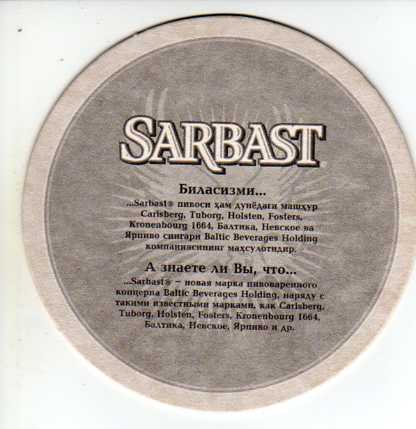 SARBAST®
Биласизми...
...Sarbast® пивоси ҳам дунёдага машҳур
Carlsberg, Tuborg, Holsten, Fosters,
Kronenbourg 1664, Балтика, Невское ва
Ярпиво сингари Baltic Beverages Holding
компаниясининг маҳсулотидир.
А знаете ли Вы, что...
...Sarbast® – новая марка пивоваренного
концерна Baltic Beverages Holding, наряду с
такими известными марками, как Carlsberg,
Tuborg, Holsten, Fosters, Kronenbourg 1664,
Балтика, Невское, Ярпиво и др.